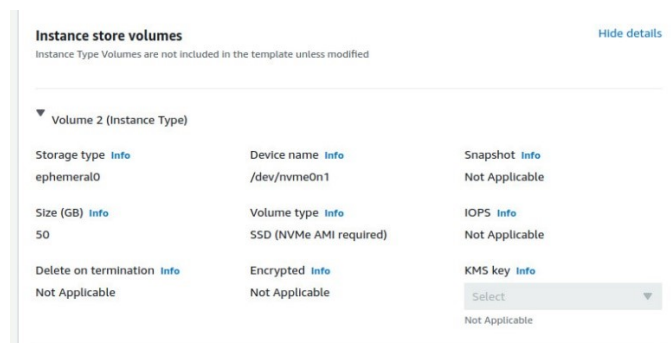 Instance store volumes
Hide details
Instance Type Volumes are not included in the template unless modified
Volume 2 (Instance Type)
Storage type Info
Device name Info
Snapshot Info
ephemeral0
/dev/nvme0n1
Not Applicable
Size (GB) Info
Volume type Info
IOPS Info
50
SSD (NVMe AMI required)
Not Applicable
Delete on termination Info
Encrypted Info
KMS key Info
Not Applicable
Not Applicable
Select
Not Applicable